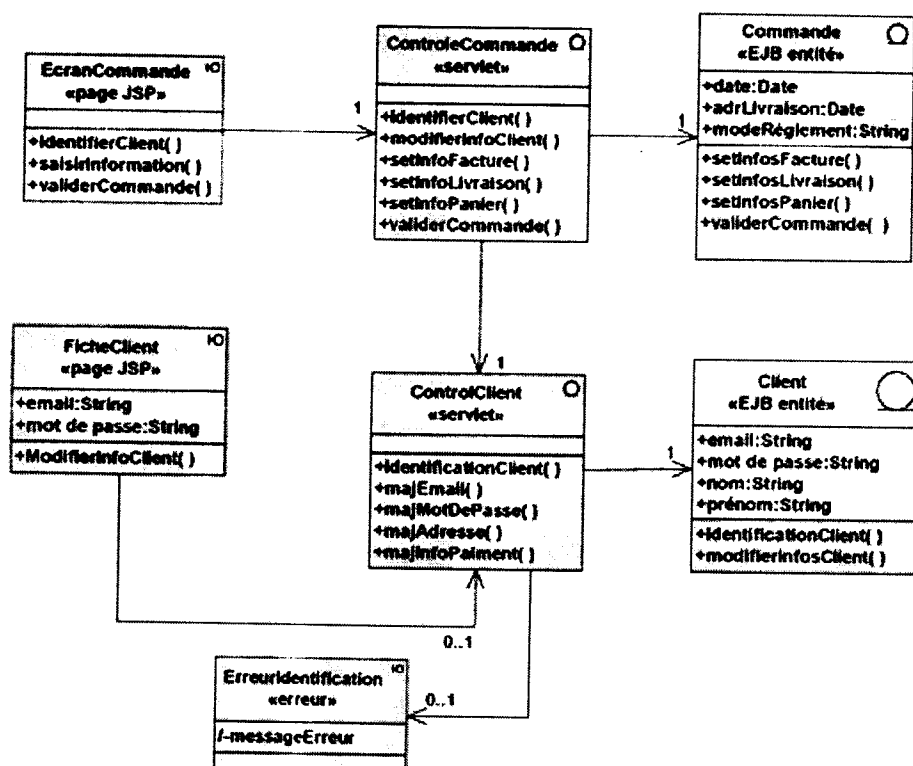 EcranCommande
«page JSP»
+identifierClient( )
+saisirInformation( )
+validerCommande( )
1
ControleCommande
«servlet»
+identifierClient( )
+modifierInfoClient( )
+setInfoFacture( )
+setInfoLivraison( )
+setInfoPanier( )
+validerCommande( )
1
Commande
«EJB entité»
+date:Date
+adrLivraison:Date
+modeRéglement:String
+setInfosFacture( )
+setInfosLivraison( )
+setInfosPanier( )
+validerCommande( )
1
FicheClient
«page JSP»
+email:String
+mot de passe:String
+ModifierInfoClient( )
ControlClient
«servlet»
+identificationClient( )
+majEmail( )
+majMotDePasse( )
+majAdresse( )
+majInfoPaiment( )
1
Client
«EJB entité»
+email:String
+mot de passe:String
+nom:String
+prénom:String
+identificationClient( )
+modifierInfosClient( )
0..1
ErreurIdentification
«erreur»
/-messageErreur
0..1